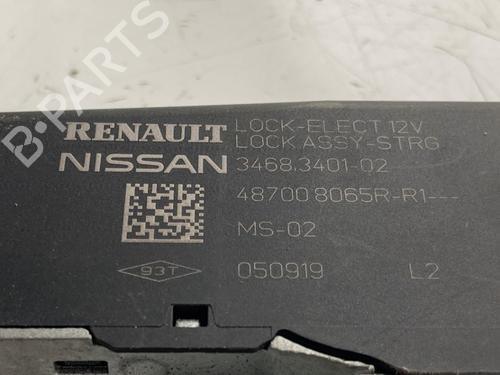 B-PARTS
RENAULT LOCK-ELECT 12V
LOCK ASSY-STRG
NISSAN 3468.3401-02
48700 8065R-R1---
MS-02
93T 050919 L2